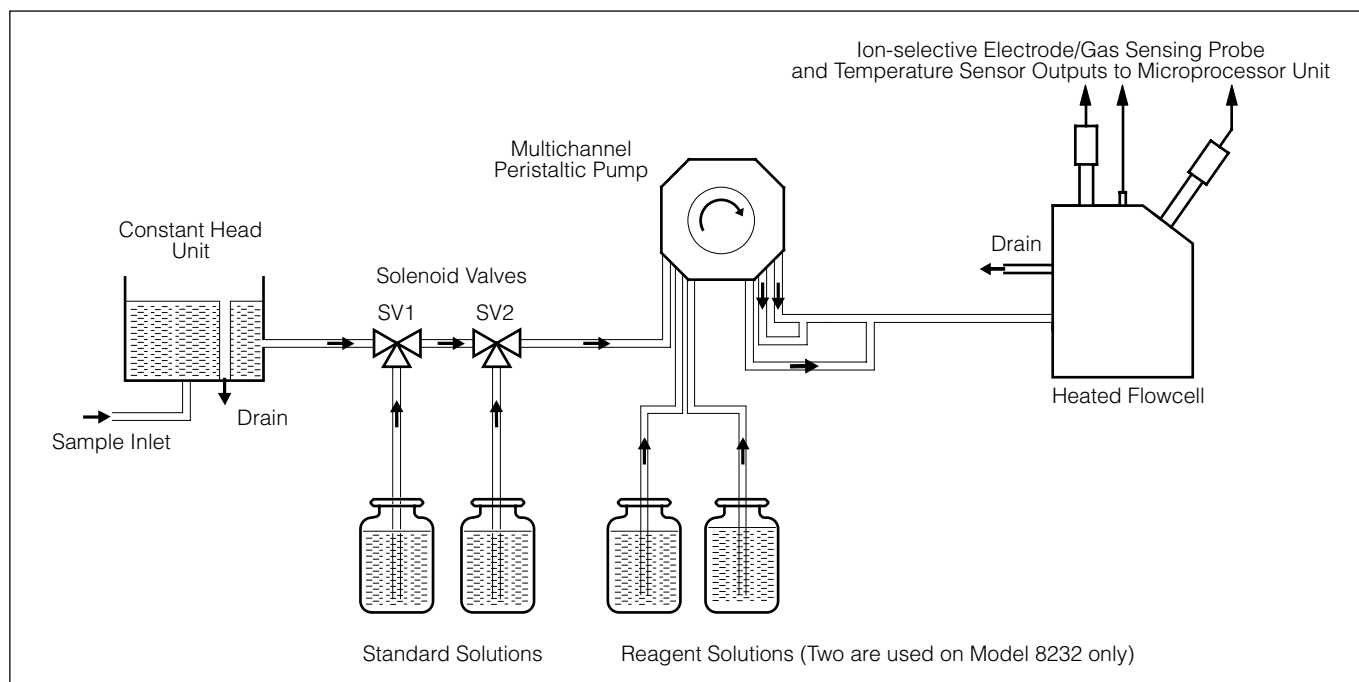 Ion-selective Electrode/Gas Sensing Probe
and Temperature Sensor Outputs to Microprocessor Unit
Multichannel
Peristaltic Pump
Constant Head
Unit
Solenoid Valves
SV1
SV2
Drain
Heated Flowcell
Drain
Sample Inlet
Standard Solutions
Reagent Solutions (Two are used on Model 8232 only)